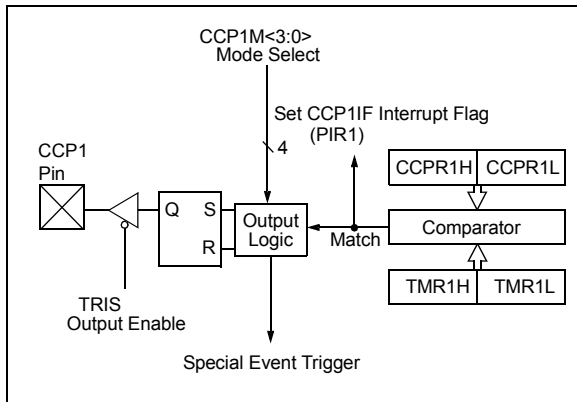 CCP1M<3:0>
Mode Select
Set CCP1IF Interrupt Flag
(PIR1)
4
CCP1
Pin
CCPR1H CCPR1L
Q S
R
Output
Logic
Match
Comparator
TRIS
Output Enable
TMR1H TMR1L
Special Event Trigger